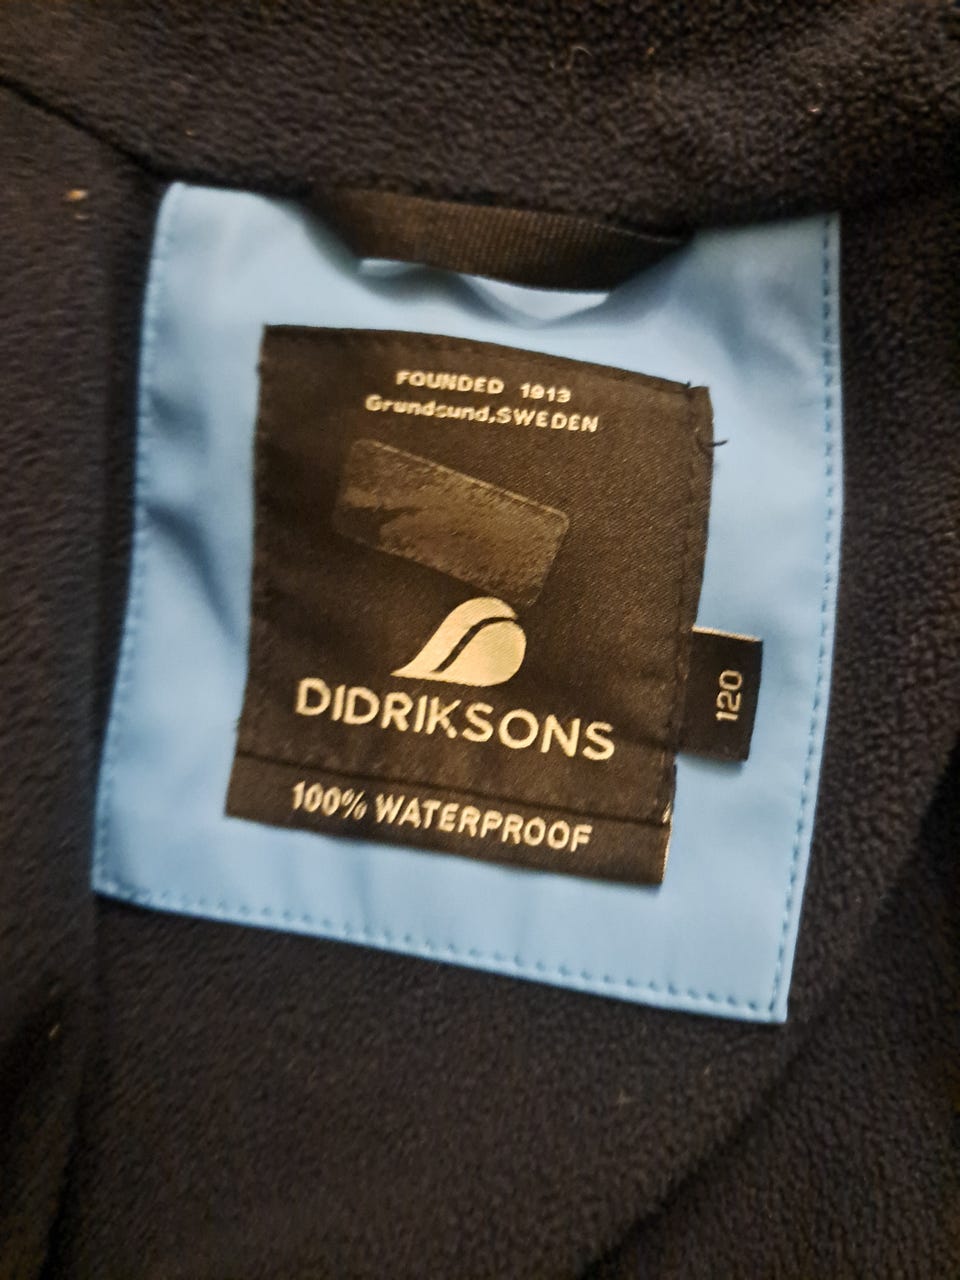 FOUNDED 1913
Grundsund, SWEDEN
DIDRIKSONS
100% WATERPROOF
120